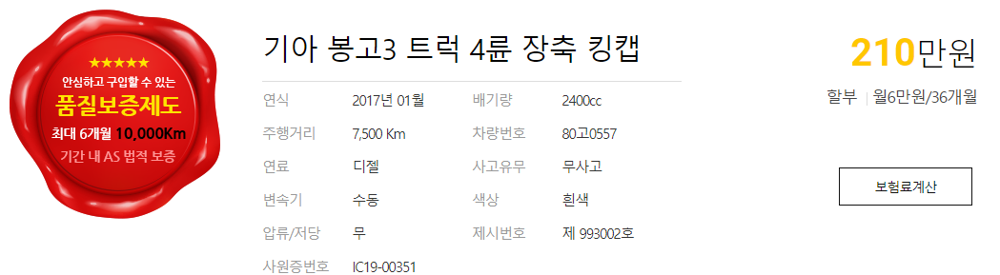 ★★★★★
안심하고 구입할 수 있는
품질보증제도
최대 6개월 10,000Km
기간 내 AS 법적 보증
기아 봉고3 트럭 4륜 장축 킹캡
연식 2017년 01월 배기량 2400cc
주행거리 7,500 Km 차량번호 80고0557
연료 디젤 사고유무 무사고
변속기 수동 색상 흰색
압류/저당 무 제시번호 제 993002호
사원증번호 IC19-00351
210만원
할부 | 월6만원/36개월
보험료계산